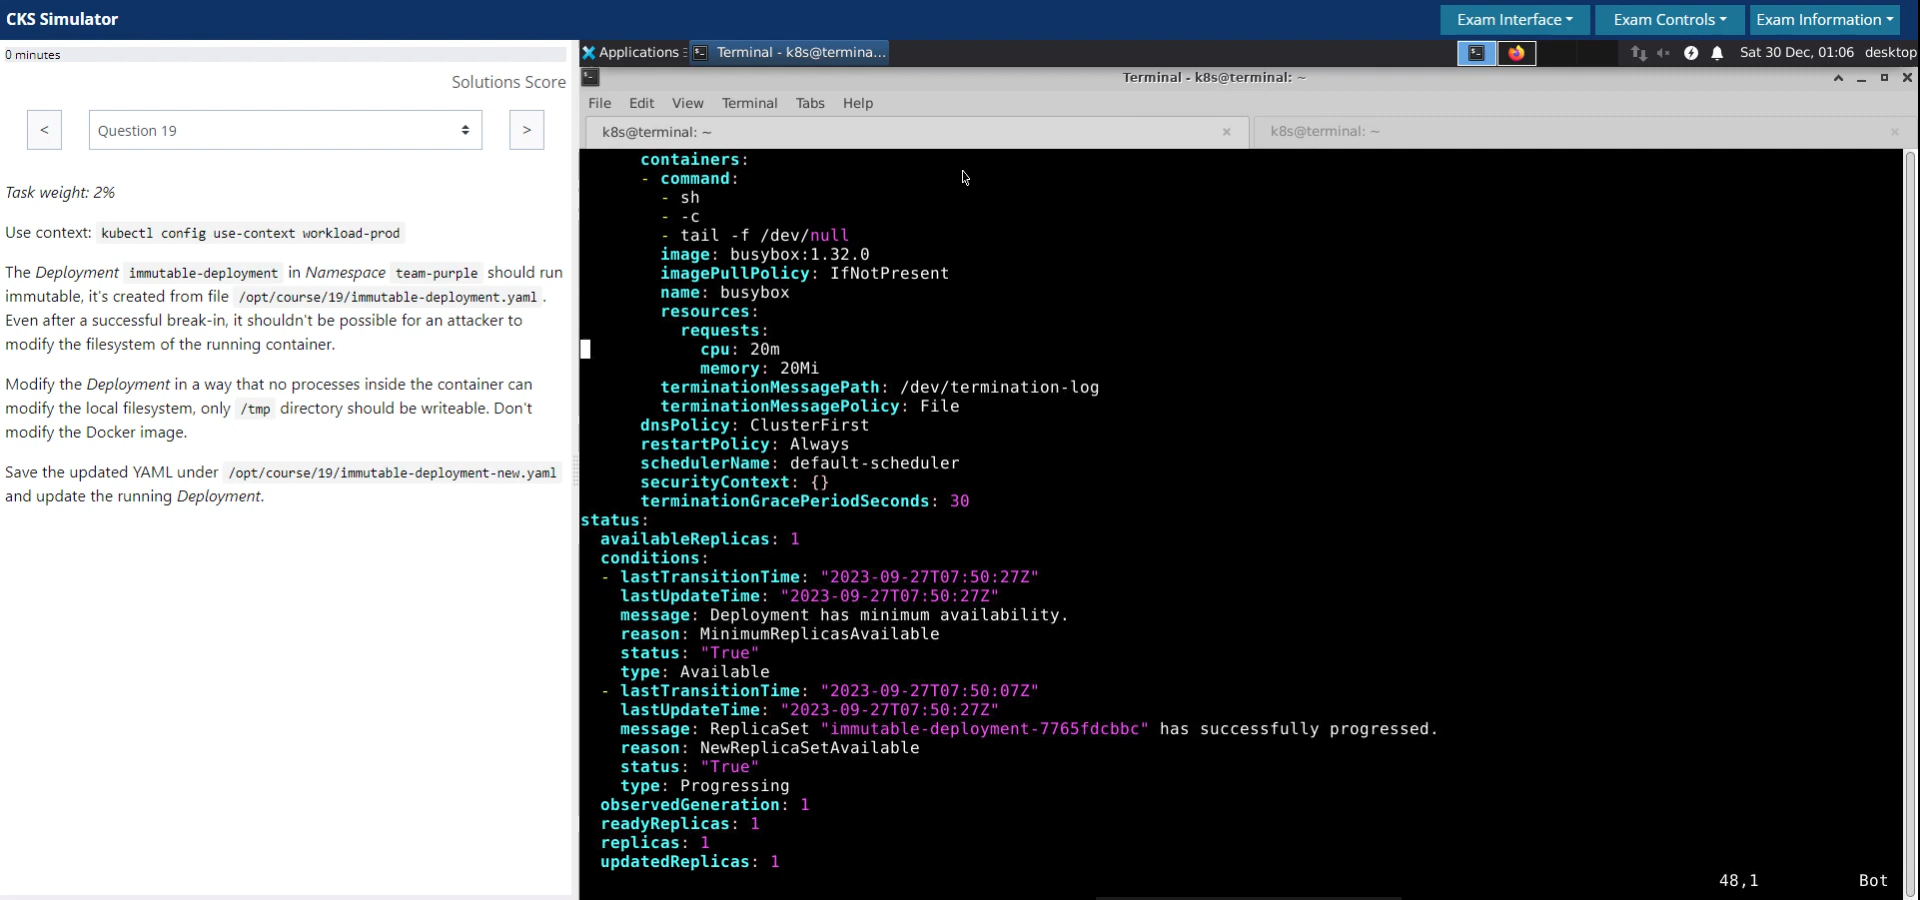 CKS Simulator
Exam Interface
Exam Controls
Exam Information
0 minutes
Solutions Score
<
Question 19
>
Task weight: 2%
Use context: kubectl config use-context workload-prod
The Deployment immutable-deployment in Namespace team-purple should run
immutable, it's created from file /opt/course/19/immutable-deployment.yaml .
Even after a successful break-in, it shouldn't be possible for an attacker to
modify the filesystem of the running container.
Modify the Deployment in a way that no processes inside the container can
modify the local filesystem, only /tmp directory should be writeable. Don't
modify the Docker image.
Save the updated YAML under /opt/course/19/immutable-deployment-new.yaml
and update the running Deployment.
Applications
Terminal - k8s@termina...
Sat 30 Dec, 01:06
desktop
Terminal - k8s@terminal: ~
File Edit View Terminal Tabs Help
k8s@terminal: ~
k8s@terminal: ~
containers:
- command:
- sh
- -c
- tail -f /dev/null
image: busybox:1.32.0
imagePullPolicy: IfNotPresent
name: busybox
resources:
requests:
cpu: 20m
memory: 20Mi
terminationMessagePath: /dev/termination-log
terminationMessagePolicy: File
dnsPolicy: ClusterFirst
restartPolicy: Always
schedulerName: default-scheduler
securityContext: {}
terminationGracePeriodSeconds: 30
status:
availableReplicas: 1
conditions:
- lastTransitionTime: "2023-09-27T07:50:27Z"
lastUpdateTime: "2023-09-27T07:50:27Z"
message: Deployment has minimum availability.
reason: MinimumReplicasAvailable
status: "True"
type: Available
- lastTransitionTime: "2023-09-27T07:50:07Z"
lastUpdateTime: "2023-09-27T07:50:27Z"
message: ReplicaSet "immutable-deployment-7765fdcbbc" has successfully progressed.
reason: NewReplicaSetAvailable
status: "True"
type: Progressing
observedGeneration: 1
readyReplicas: 1
replicas: 1
updatedReplicas: 1
48,1
Bot